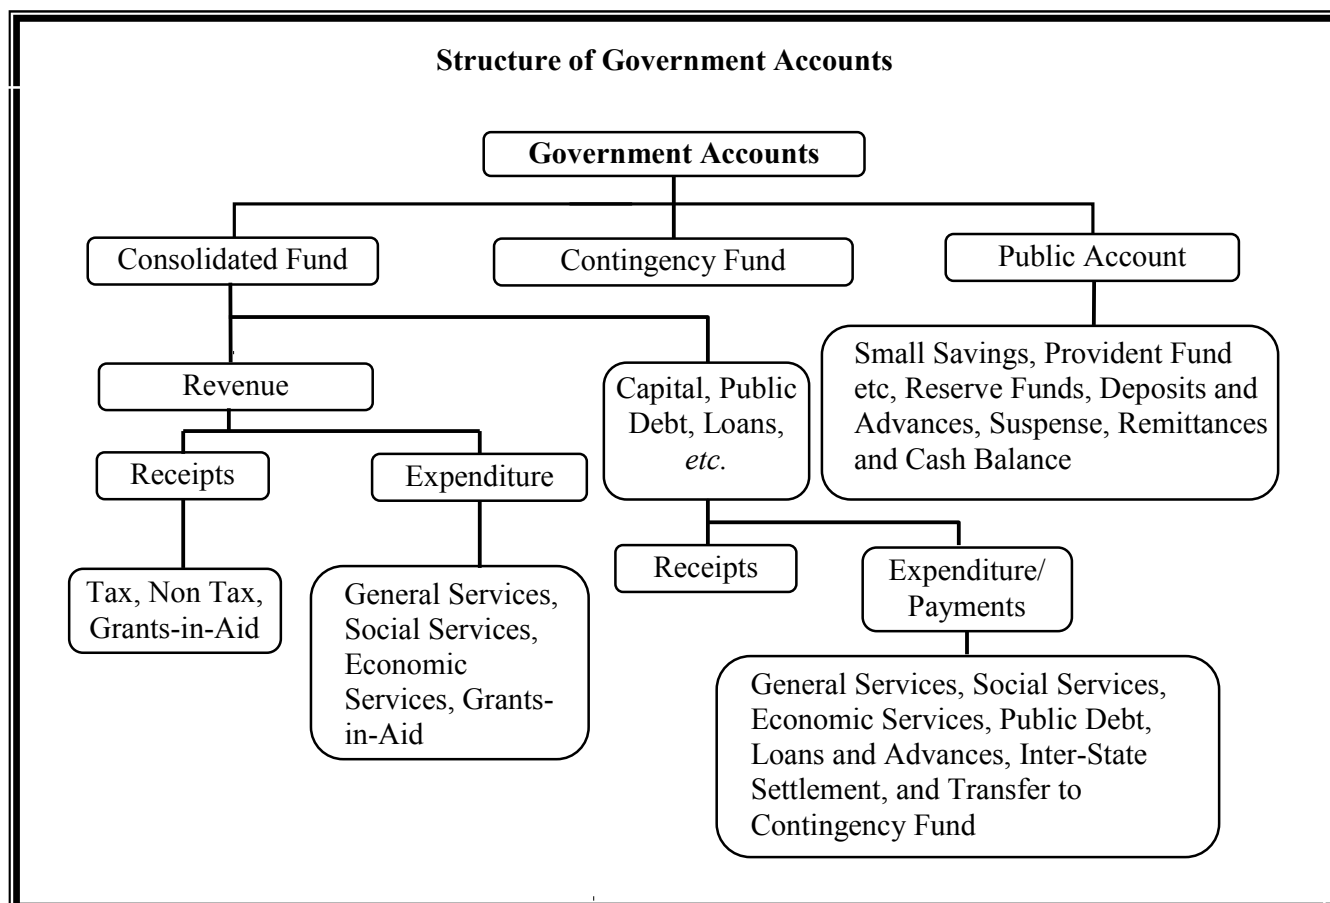 Structure of Government Accounts
Government Accounts
Consolidated Fund
Contingency Fund
Public Account
Revenue
Capital, Public
Debt, Loans,
etc.
Small Savings, Provident Fund
etc, Reserve Funds, Deposits and
Advances, Suspense, Remittances
and Cash Balance
Receipts
Expenditure
Receipts
Expenditure/
Payments
Tax, Non Tax,
Grants-in-Aid
General Services,
Social Services,
Economic
Services, Grants-
in-Aid
General Services, Social Services,
Economic Services, Public Debt,
Loans and Advances, Inter-State
Settlement, and Transfer to
Contingency Fund